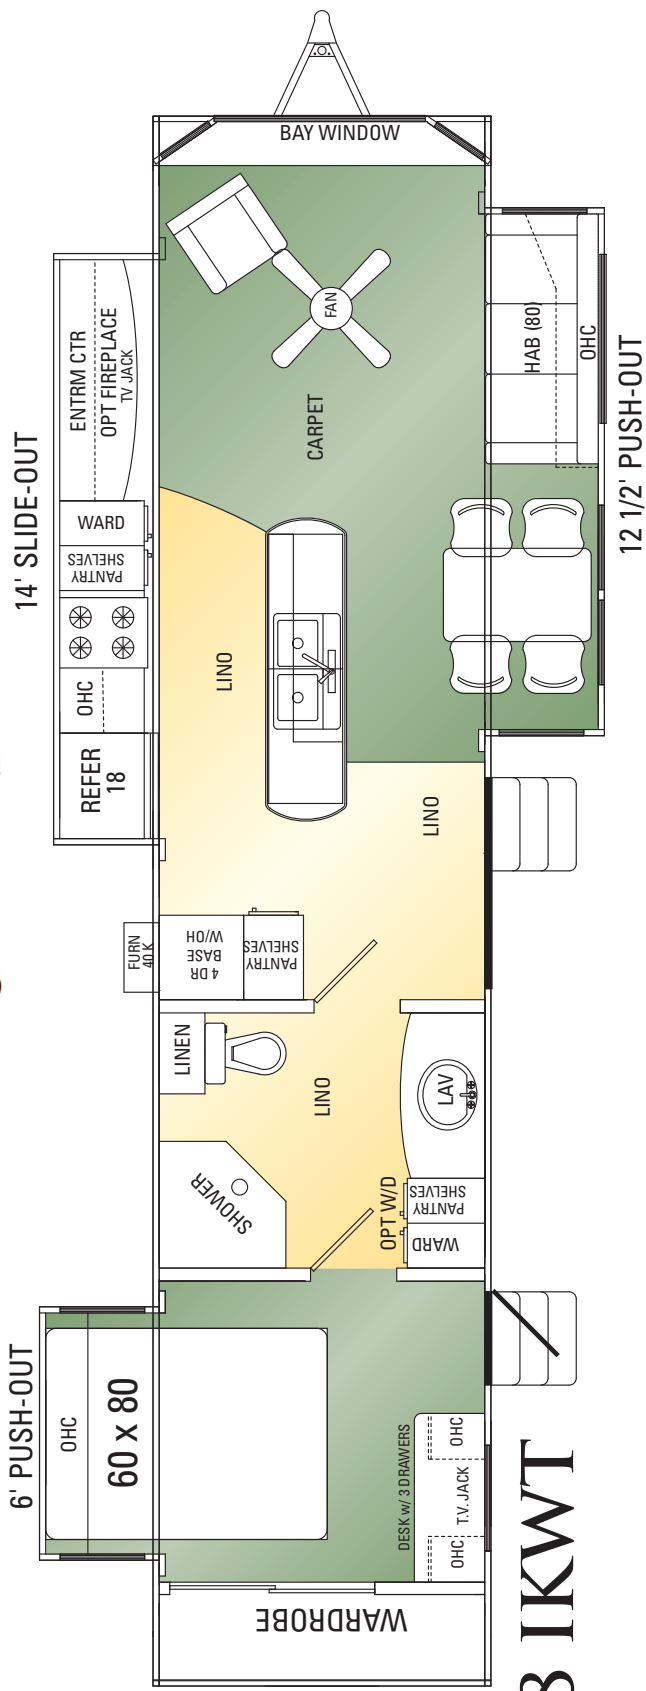 BAY WINDOW
14' SLIDE-OUT
ENTRM CTR
OPT FIREPLACE
TV JACK
WARD
PANTRY
SHELVES
OHC
REFER
18
FAN
CARPET
HAB (80)
OHC
12 1/2' PUSH-OUT
LINO
LINO
FURN
40 K
4 DR
BASE
W/OH
PANTRY
SHELVES
LINEN
LINO
LAV
SHOWER
OPT W/D
PANTRY
SHELVES
WARD
6' PUSH-OUT
OHC
60 x 80
DESK w/ 3 DRAWERS
OHC
T.V. JACK
OHC
WARDROBE
IKWT